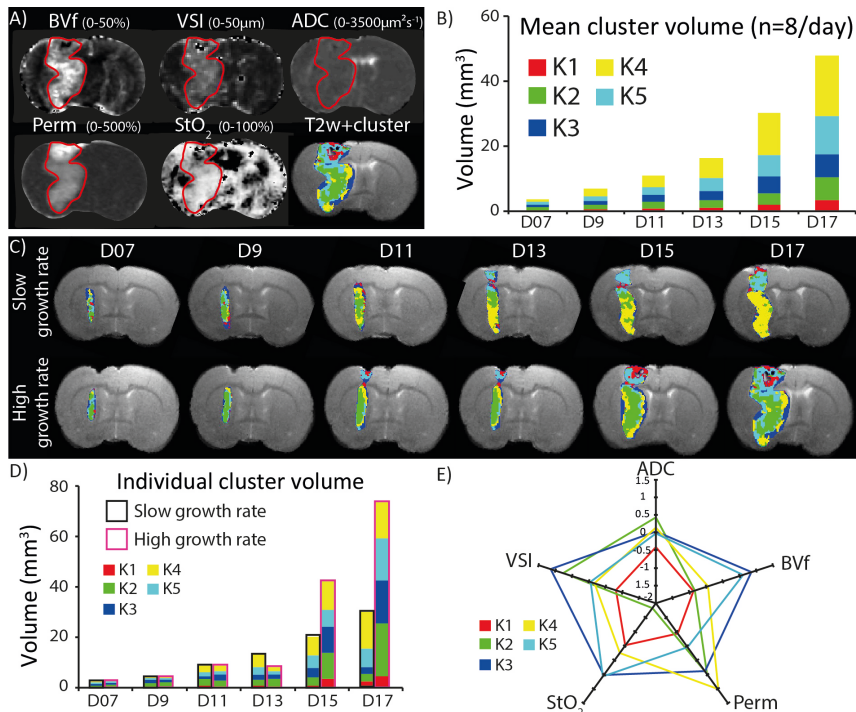 A)
BVf (0-50%)
VSI (0-50µm)
ADC (0-3500µm²s⁻¹)
Perm (0-500%)
StO₂ (0-100%)
T2w+cluster
B)
Mean cluster volume (n=8/day)
K1 K4
K2 K5
K3
Volume (mm³)
60
40
20
0
D07 D9 D11 D13 D15 D17
C)
D07 D9 D11 D13 D15 D17
Slow
growth rate
High
growth rate
D)
Individual cluster volume
Slow growth rate
High growth rate
K1 K4
K2 K5
K3
Volume (mm³)
80
60
40
20
0
D07 D9 D11 D13 D15 D17
E)
ADC
1.5
1
.5
0
-.5
-1
-1.5
-2
VSI
BVf
StO₂
Perm
K1 K4
K2 K5
K3